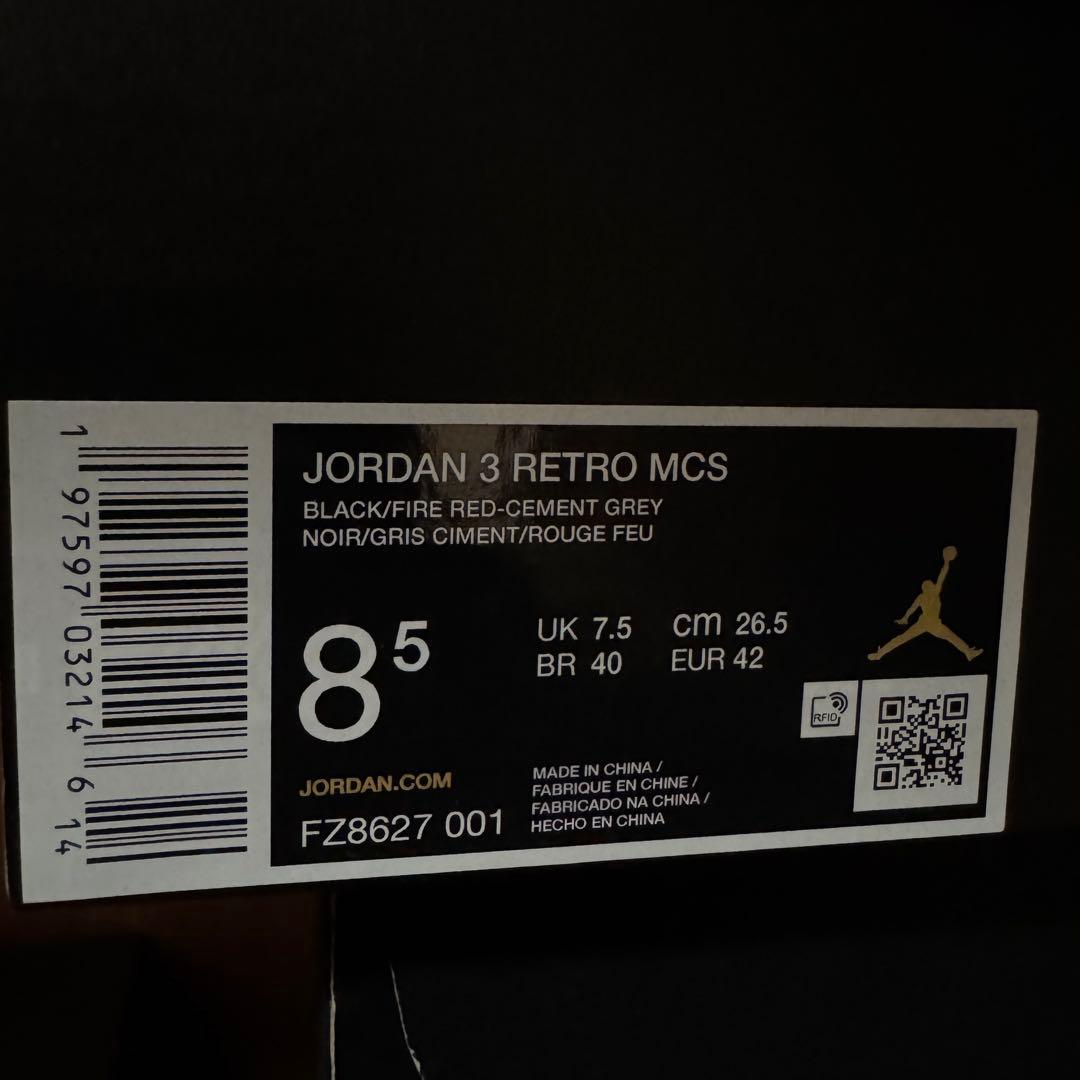 JORDAN 3 RETRO MCS
BLACK/FIRE RED-CEMENT GREY
NOIR/GRIS CIMENT/ROUGE FEU
8 5
UK 7.5 cm 26.5
BR 40 EUR 42
RFID
JORDAN.COM
FZ8627 001
MADE IN CHINA /
FABRIQUE EN CHINE /
FABRICADO NA CHINA /
HECHO EN CHINA
1 97597 03214 6 14